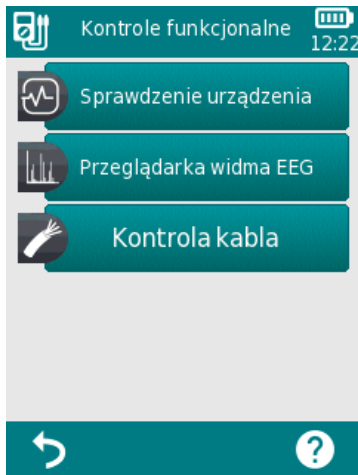 Kontrole funkcjonalne
12:22
Sprawdzenie urządzenia
Przeglądarka widma EEG
Kontrola kabla
?